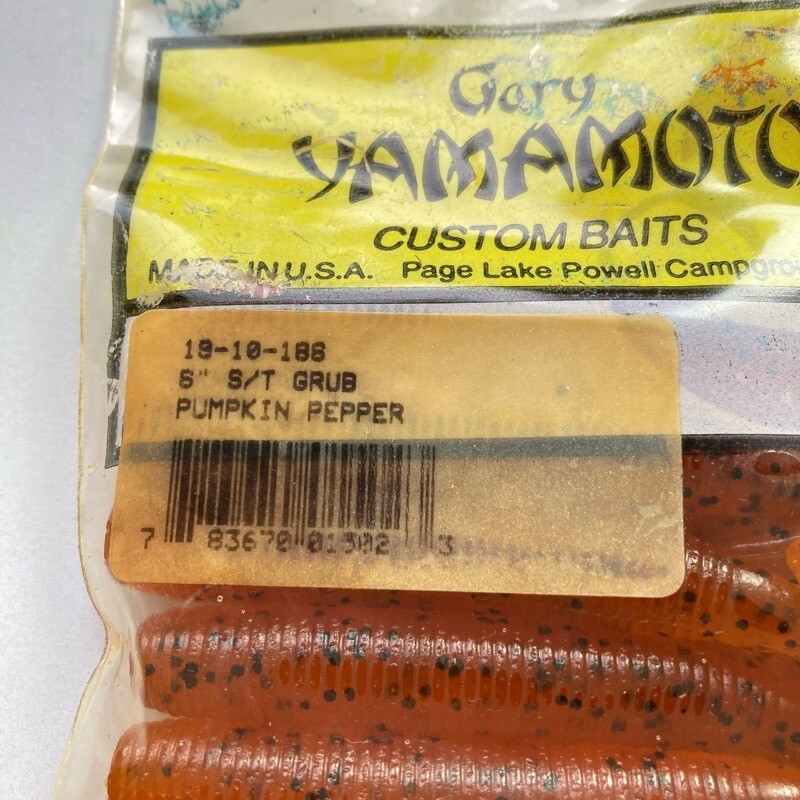 Gary
YAMAMOTO
CUSTOM BAITS
MADE IN U.S.A. Page Lake Powell Campgro
19-10-186
6" S/T GRUB
PUMPKIN PEPPER
7 83670 01302 3